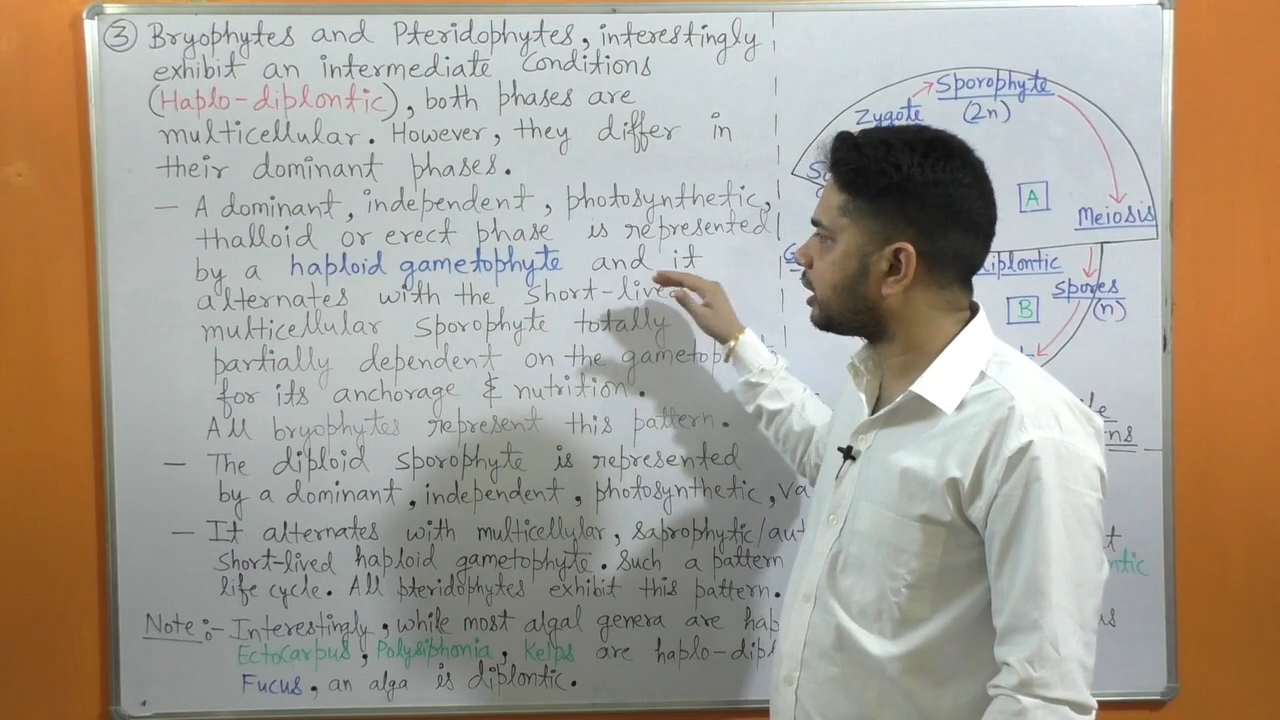 ③ Bryophytes and Pteridophytes, interestingly
exhibit an intermediate Conditions
(Haplo-diplontic), both phases are
multicellular. However, they differ in
their dominant phases.
— A dominant, independent, photosynthetic,
thalloid or erect phase is represented
by a haploid gametophyte and it
alternates with the short-lived
multicellular sporophyte totally
partially dependent on the
for its anchorage & nutrition.
All bryophytes represent this pattern.
— The diploid sporophyte is represented
by a dominant, independent, photosynthetic,
— It alternates with multicellylar, saprophytic/
short-lived haploid gametophyte. Such a pattern
life cycle. All pteridophytes exhibit this pattern.
Note:- Interestingly, while most algal genera are
Ectocarpus, Polysiphonia, Kelps are
Fucus, an alga is diplontic.
Sporophyte
(2n)
Zygote
A
Meiosis
B
spores
(n)